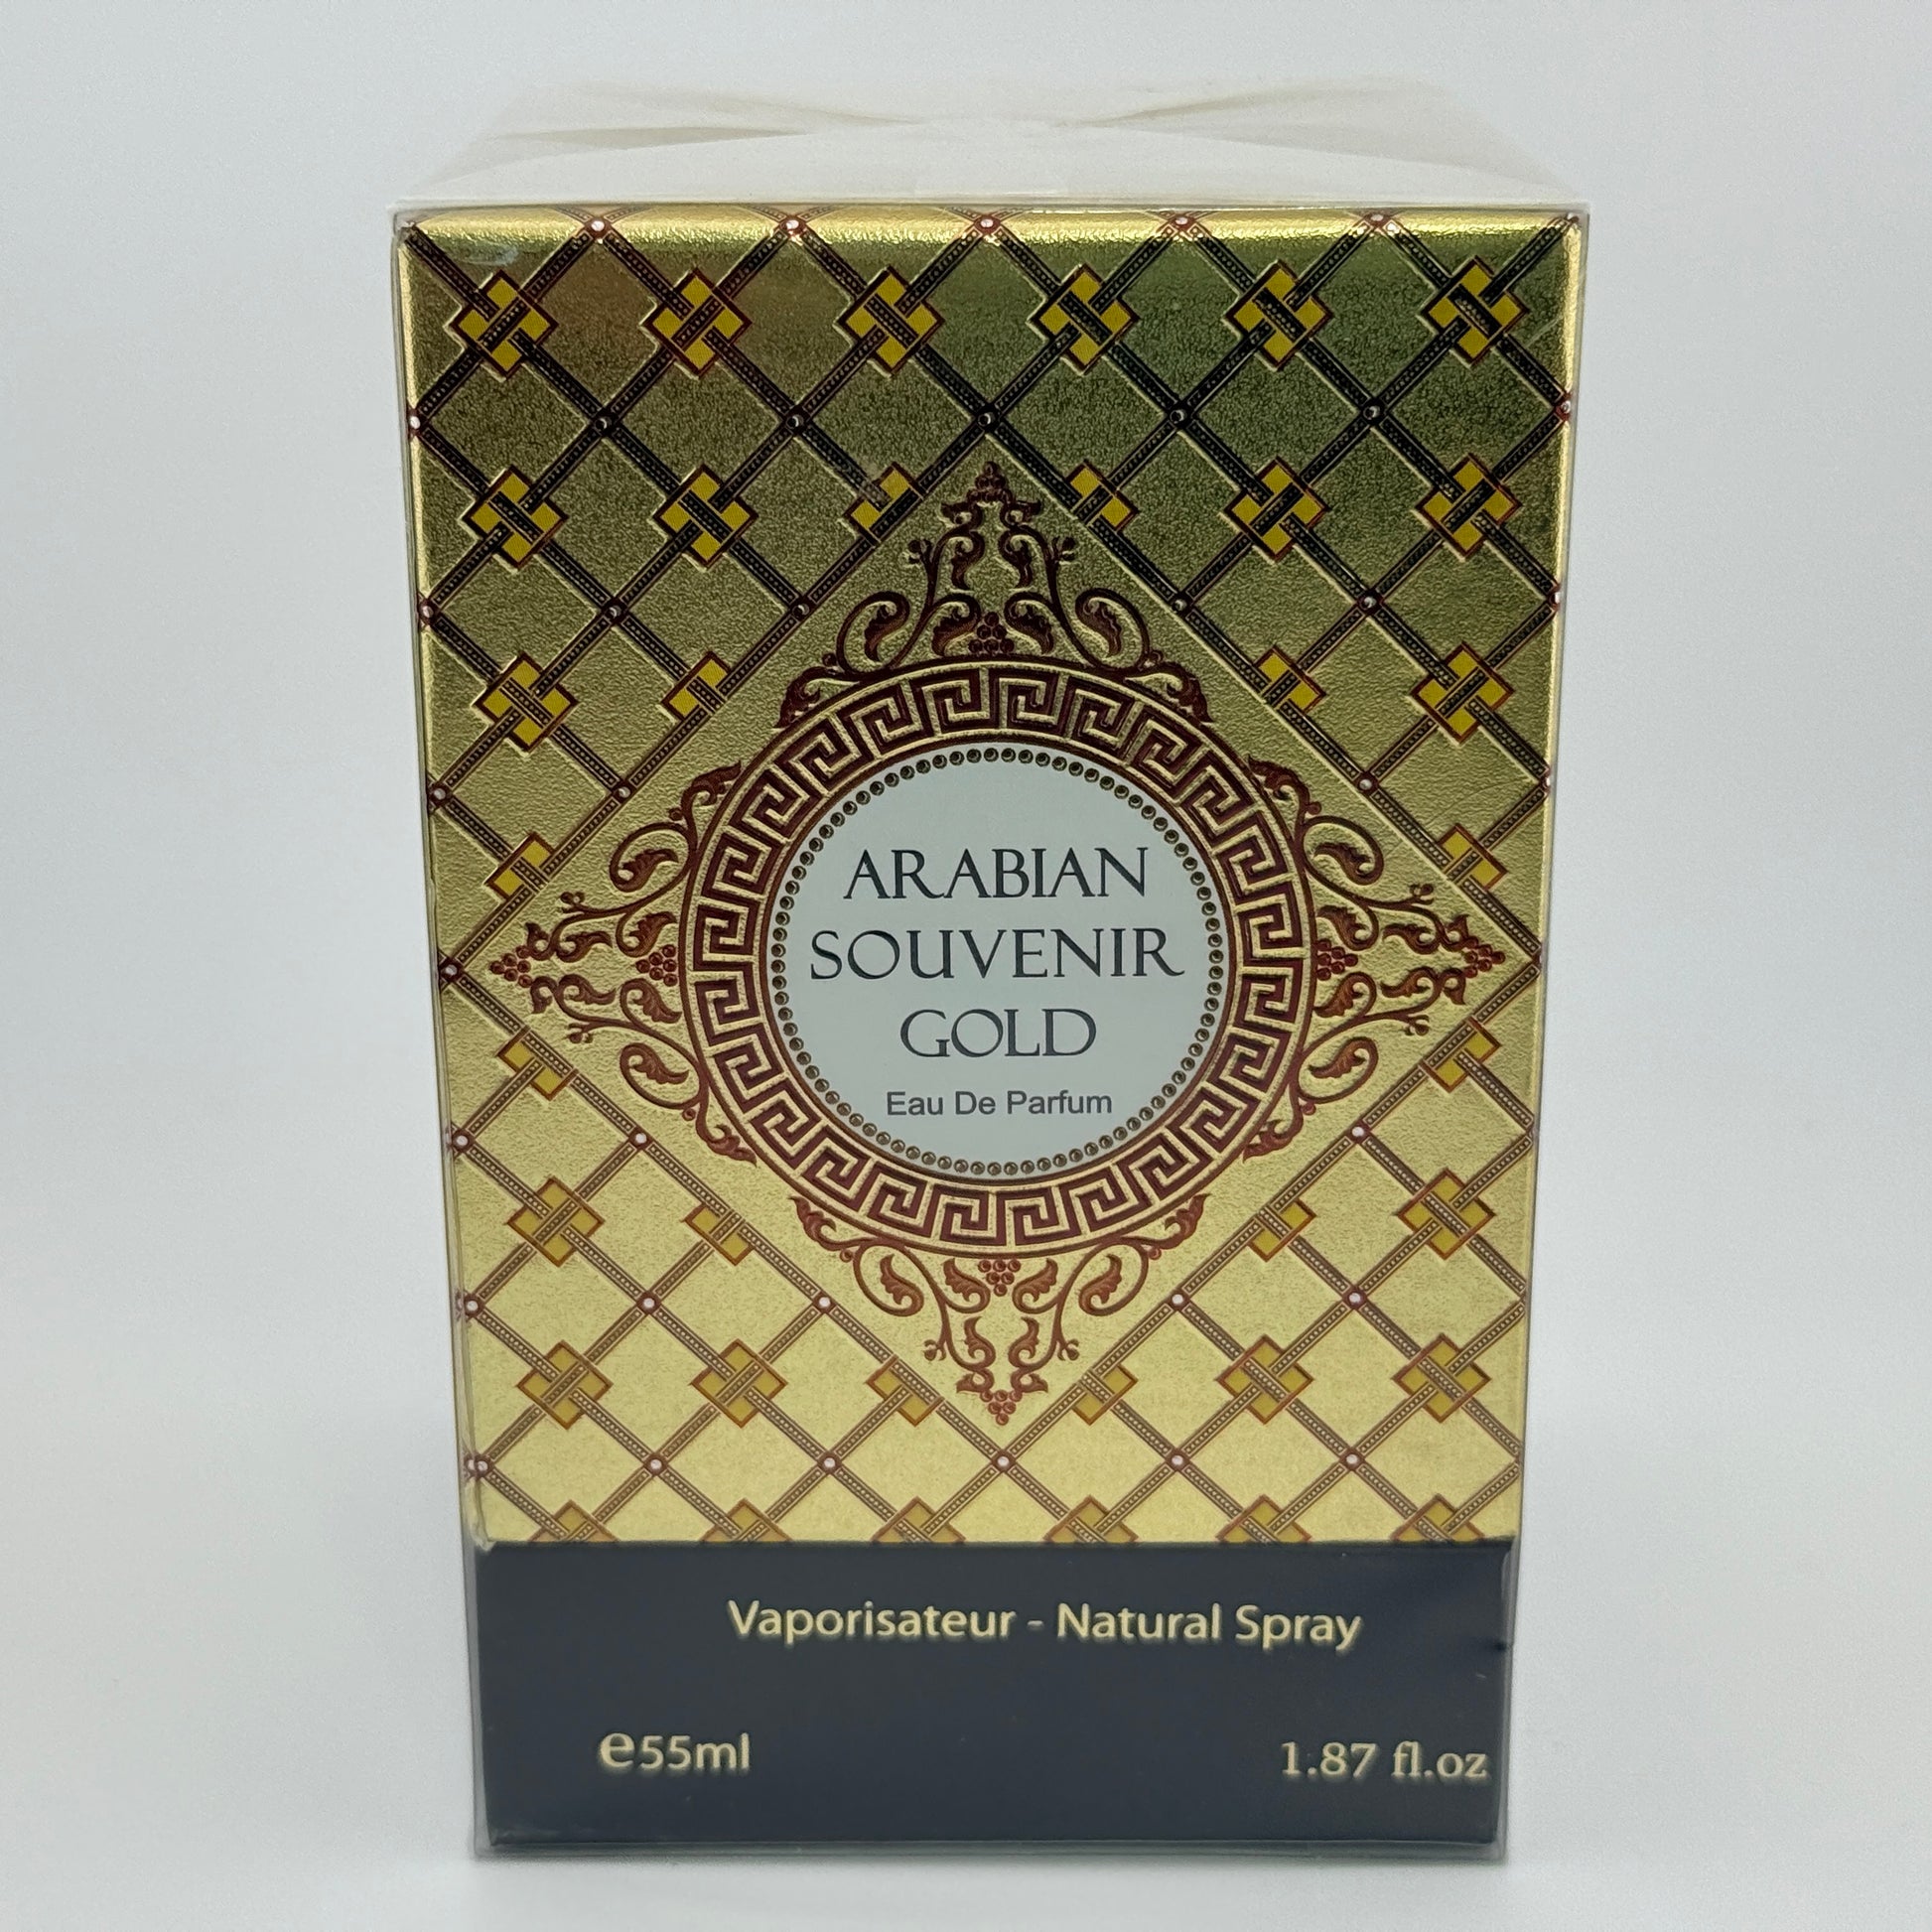 ARABIAN
SOUVENIR
GOLD
Eau De Parfum
Vaporisateur - Natural Spray
℮55ml 1.87 fl.oz